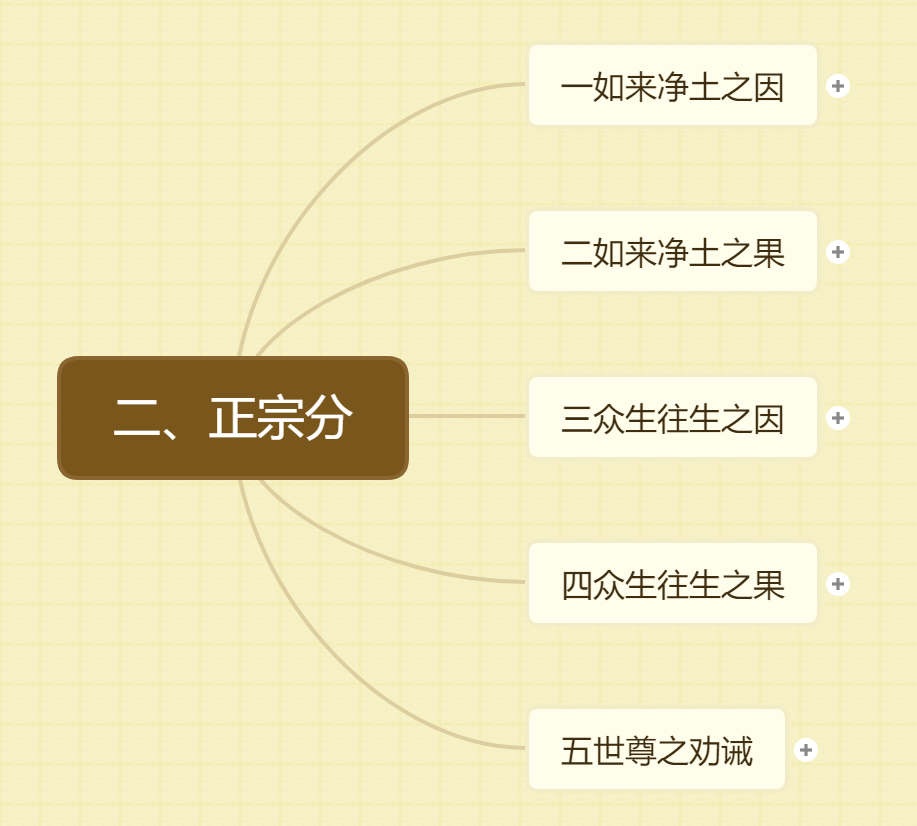 一如来净土之因
二如来净土之果
二、正宗分
三众生往生之因
四众生往生之果
五世尊之劝诫